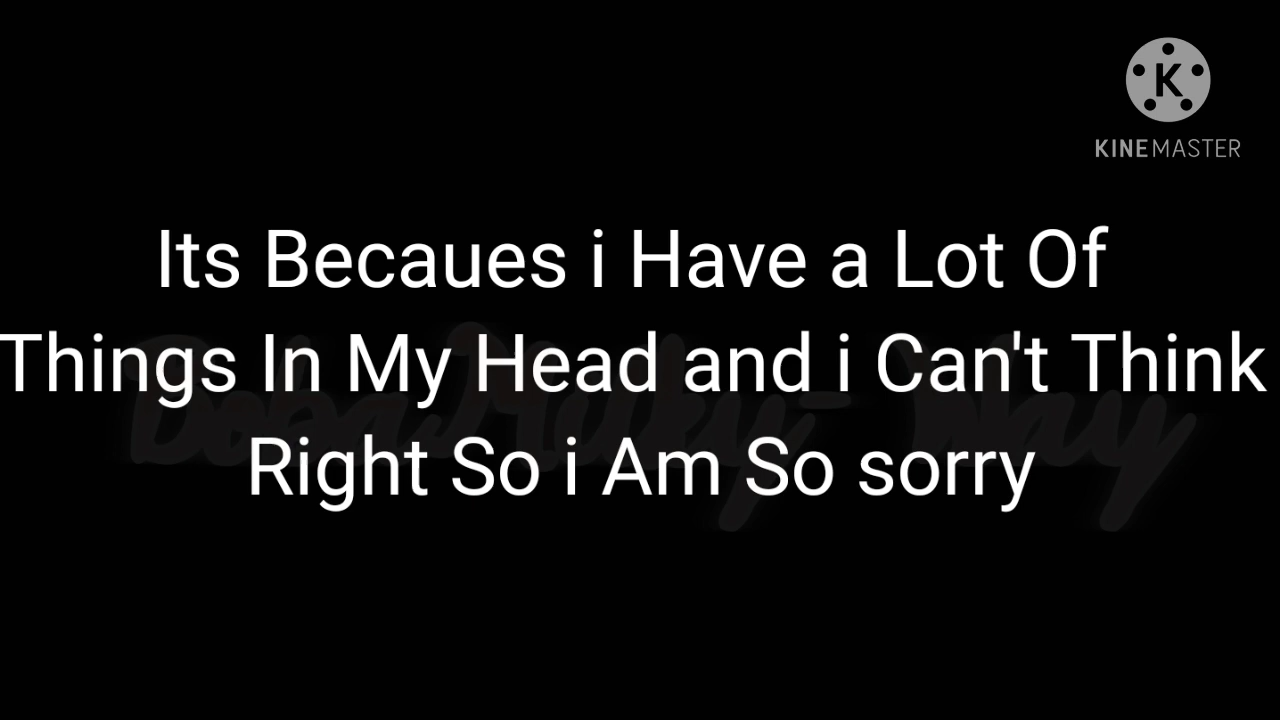 K
KINEMASTER
Its Becaues i Have a Lot Of
Things In My Head and i Can't Think
Right So i Am So sorry